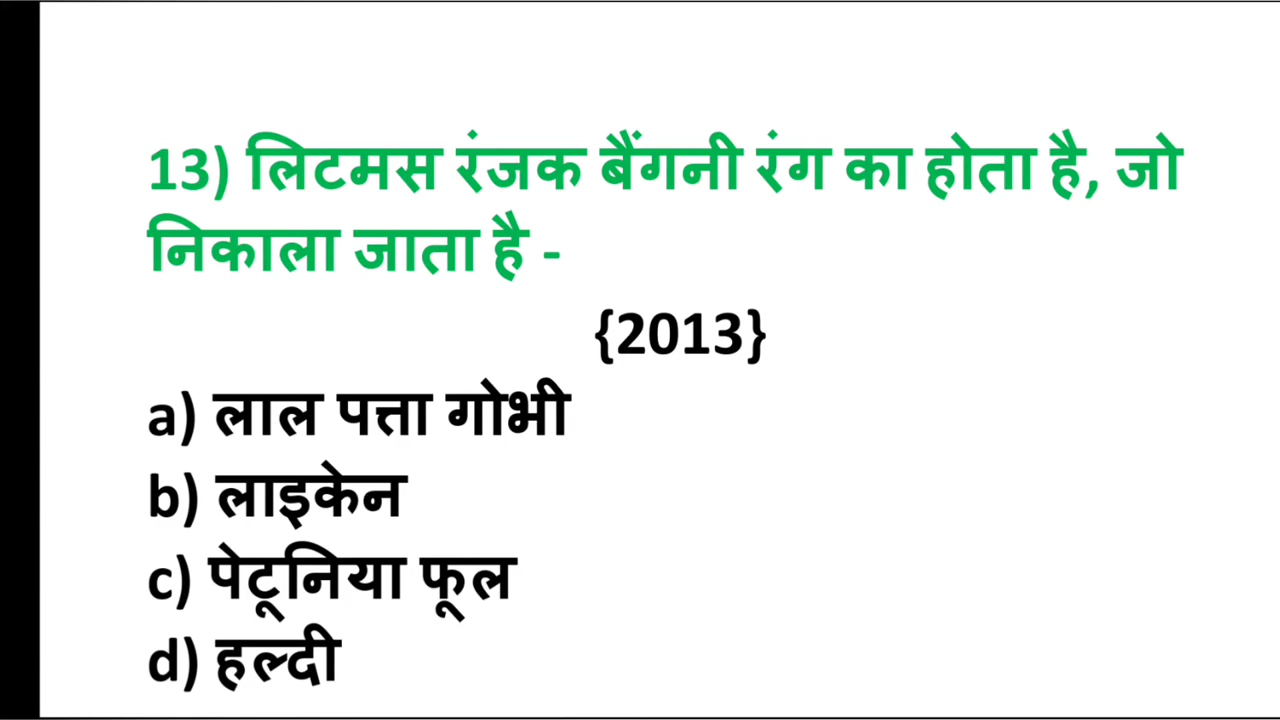 13) लिटमस रंजक बैंगनी रंग का होता है, जो
निकाला जाता है -
{2013}
a) लाल पत्ता गोभी
b) लाइकेन
c) पेटूनिया फूल
d) हल्दी